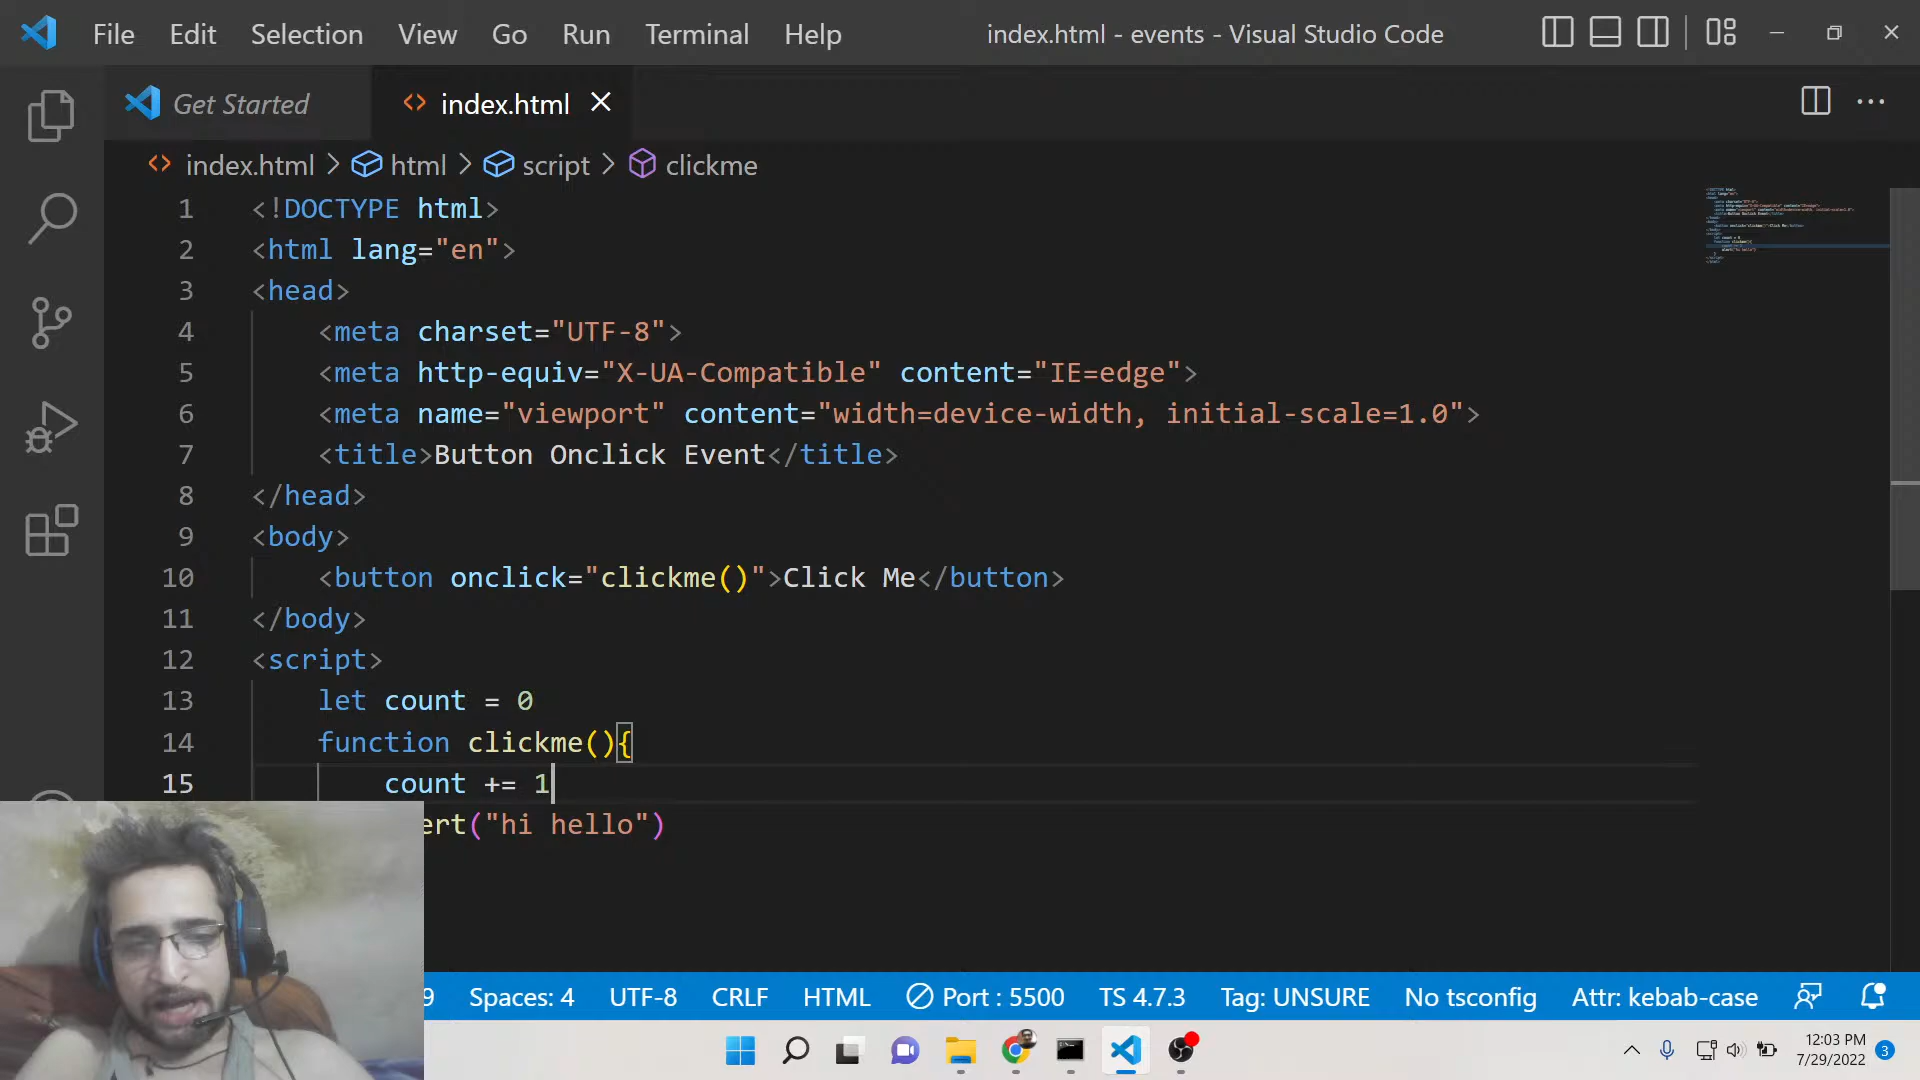 File Edit Selection View Go Run Terminal Help index.html - events - Visual Studio Code
Get Started index.html
index.html > html > script > clickme
1 <!DOCTYPE html>
2 <html lang="en">
3 <head>
4 <meta charset="UTF-8">
5 <meta http-equiv="X-UA-Compatible" content="IE=edge">
6 <meta name="viewport" content="width=device-width, initial-scale=1.0">
7 <title>Button Onclick Event</title>
8 </head>
9 <body>
10 <button onclick="clickme()">Click Me</button>
11 </body>
12 <script>
13 let count = 0
14 function clickme(){
15 count += 1
ert("hi hello")
9 Spaces: 4 UTF-8 CRLF HTML Port : 5500 TS 4.7.3 Tag: UNSURE No tsconfig Attr: kebab-case
12:03 PM
7/29/2022 3